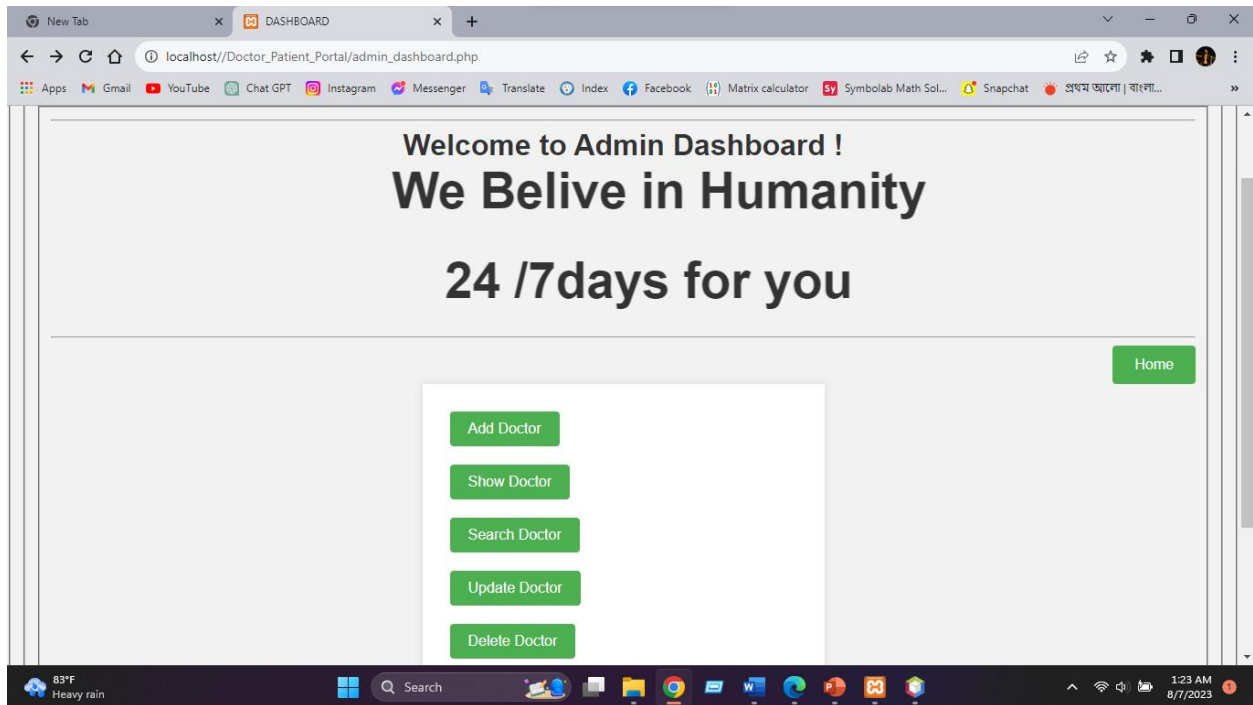 New Tab
DASHBOARD
localhost//Doctor_Patient_Portal/admin_dashboard.php
Apps Gmail YouTube Chat GPT Instagram Messenger Translate Index Facebook Matrix calculator Sy Symbolab Math Sol... Snapchat প্রথম আলো | বাংলা... »
Welcome to Admin Dashboard !
We Belive in Humanity
24 /7days for you
Home
Add Doctor
Show Doctor
Search Doctor
Update Doctor
Delete Doctor
83°F
Heavy rain
Search
1:23 AM
8/7/2023
1